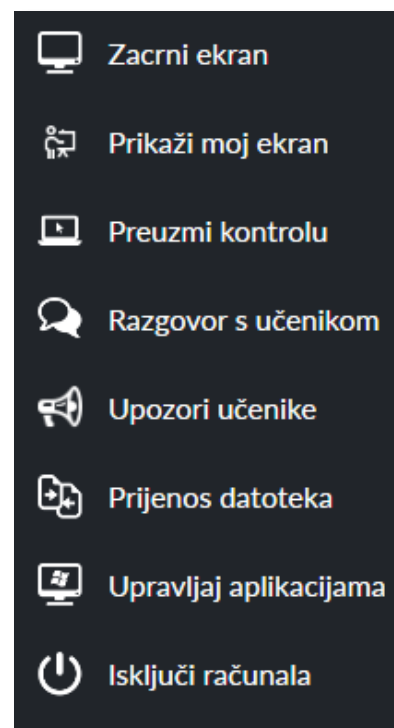 Zacrni ekran
Prikaži moj ekran
Preuzmi kontrolu
Razgovor s učenikom
Upozori učenike
Prijenos datoteka
Upravljaj aplikacijama
Isključi računala